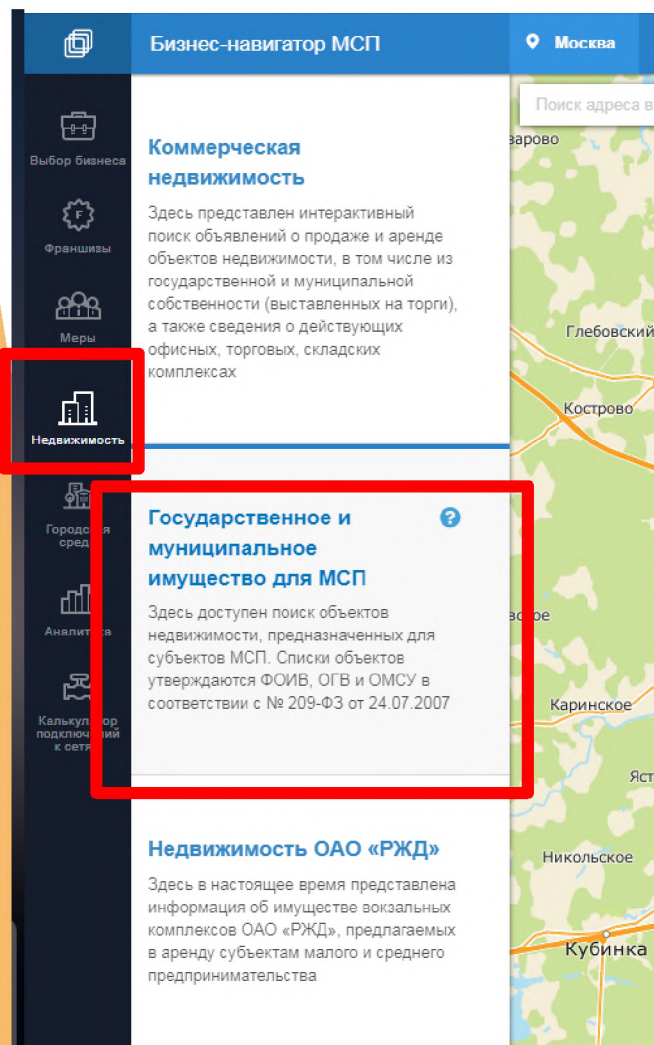 Бизнес-навигатор МСП
Москва
Поиск адреса в
Выбор бизнеса
Франшизы
Меры
Недвижимость
Аналитика
Коммерческая
недвижимость
Здесь представлен интерактивный
поиск объявлений о продаже и аренде
объектов недвижимости, в том числе из
государственной и муниципальной
собственности (выставленных на торги),
а также сведения о действующих
офисных, торговых, складских
комплексах
Государственное и
муниципальное
имущество для МСП
Здесь доступен поиск объектов
недвижимости, предназначенных для
субъектов МСП. Списки объектов
утверждаются ФОИВ, ОГВ и ОМСУ в
соответствии с № 209-ФЗ от 24.07.2007
Недвижимость ОАО «РЖД»
Здесь в настоящее время представлена
информация об имуществе вокзальных
комплексов ОАО «РЖД», предлагаемых
в аренду субъектам малого и среднего
предпринимательства
зарово
Глебовский
Кострово
Каринское
Яст
Никольское
Кубинка